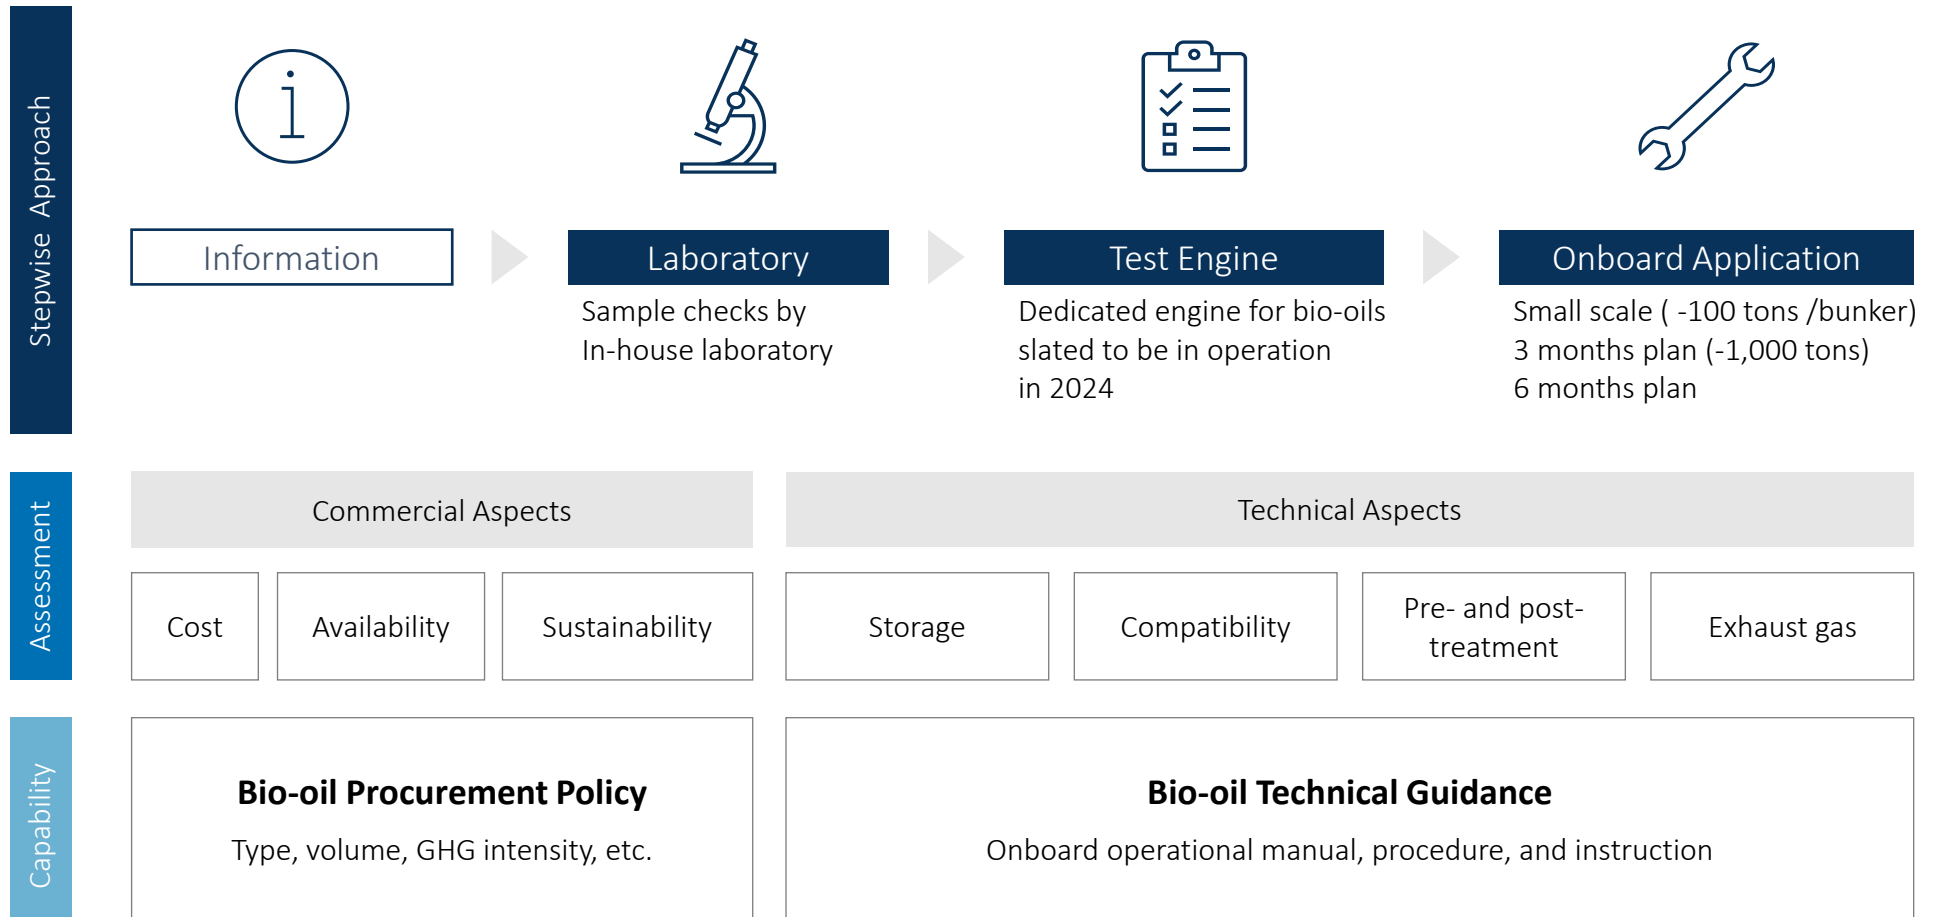 Stepwise Approach
Information
Laboratory
Test Engine
Onboard Application
Sample checks by
In-house laboratory
Dedicated engine for bio-oils
slated to be in operation
in 2024
Small scale ( -100 tons /bunker)
3 months plan (-1,000 tons)
6 months plan
Assessment
Commercial Aspects
Technical Aspects
Cost
Availability
Sustainability
Storage
Compatibility
Pre- and post-
treatment
Exhaust gas
Capability
Bio-oil Procurement Policy
Type, volume, GHG intensity, etc.
Bio-oil Technical Guidance
Onboard operational manual, procedure, and instruction